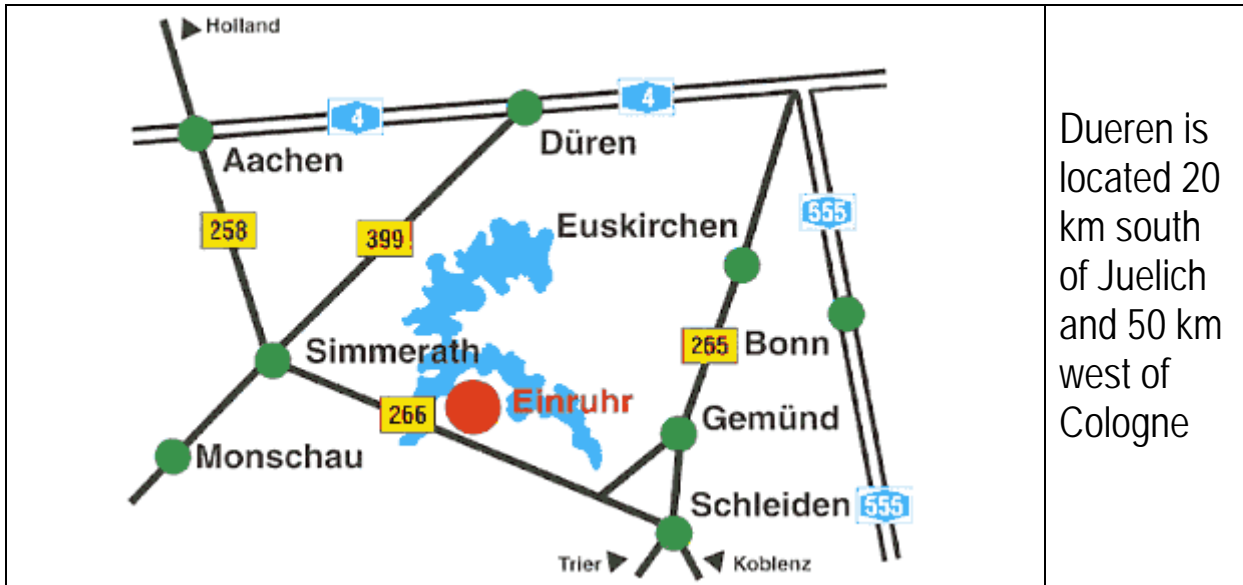 Holland
4
4
Düren
Aachen
555
258
399
Euskirchen
Simmerath
265 Bonn
Einruhr
266
Gemünd
Monschau
Schleiden 555
Trier
Koblenz
Dueren is
located 20
km south
of Juelich
and 50 km
west of
Cologne